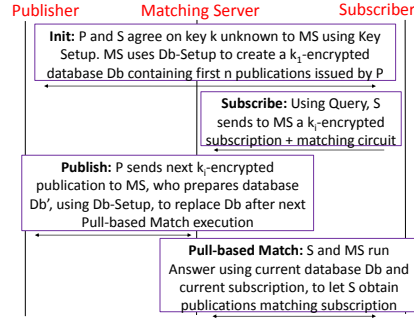 Publisher Matching Server Subscriber
Init: P and S agree on key k unknown to MS using Key
Setup. MS uses Db-Setup to create a k₁-encrypted
database Db containing first n publications issued by P
Subscribe: Using Query, S
sends to MS a kᵢ-encrypted
subscription + matching circuit
Publish: P sends next kᵢ-encrypted
publication to MS, who prepares database
Db', using Db-Setup, to replace Db after next
Pull-based Match execution
Pull-based Match: S and MS run
Answer using current database Db and
current subscription, to let S obtain
publications matching subscription